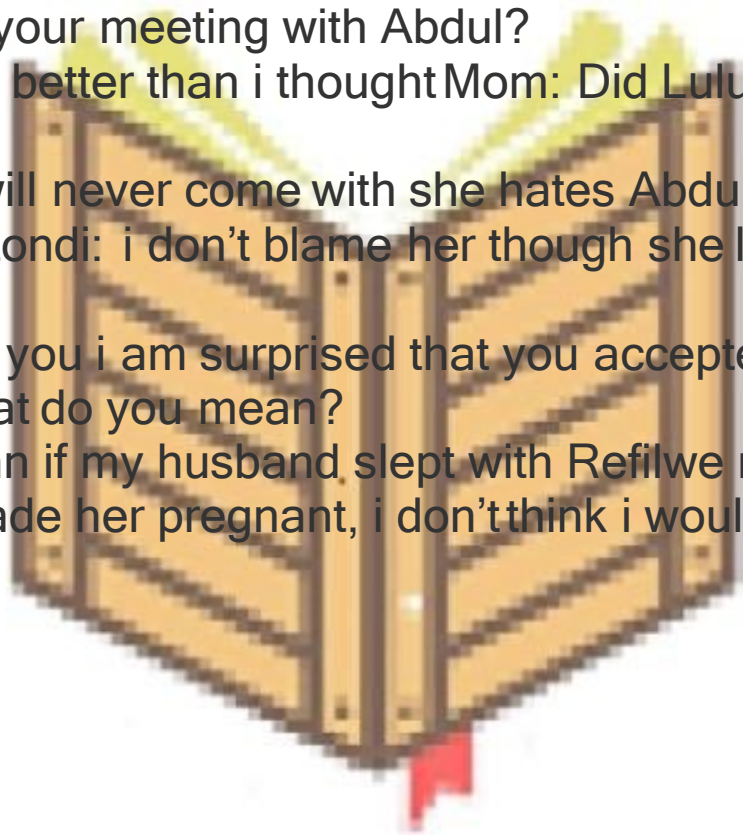 your meeting with Abdul?
better than i thought Mom: Did Lulu
will never come with she hates Abdu
ondi: i don’t blame her though she
you i am surprised that you accepte
at do you mean?
n if my husband slept with Refilwe
ade her pregnant, i don’t think i woul